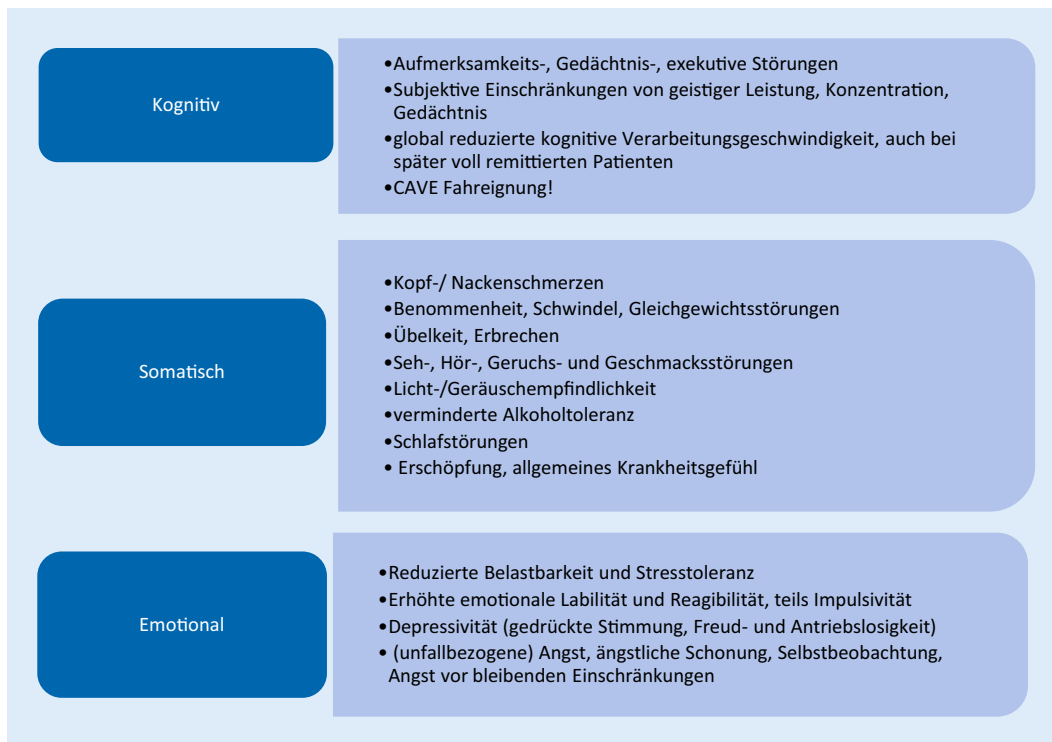 Kognitiv
•Aufmerksamkeits-, Gedächtnis-, exekutive Störungen
•Subjektive Einschränkungen von geistiger Leistung, Konzentration,
Gedächtnis
•global reduzierte kognitive Verarbeitungsgeschwindigkeit, auch bei
später voll remittierten Patienten
•CAVE Fahreignung!
Somatisch
•Kopf-/ Nackenschmerzen
•Benommenheit, Schwindel, Gleichgewichtsstörungen
•Übelkeit, Erbrechen
•Seh-, Hör-, Geruchs- und Geschmacksstörungen
•Licht-/Geräuschempfindlichkeit
•verminderte Alkoholtoleranz
•Schlafstörungen
• Erschöpfung, allgemeines Krankheitsgefühl
Emotional
•Reduzierte Belastbarkeit und Stresstoleranz
•Erhöhte emotionale Labilität und Reagibilität, teils Impulsivität
•Depressivität (gedrückte Stimmung, Freud- und Antriebslosigkeit)
• (unfallbezogene) Angst, ängstliche Schonung, Selbstbeobachtung,
Angst vor bleibenden Einschränkungen